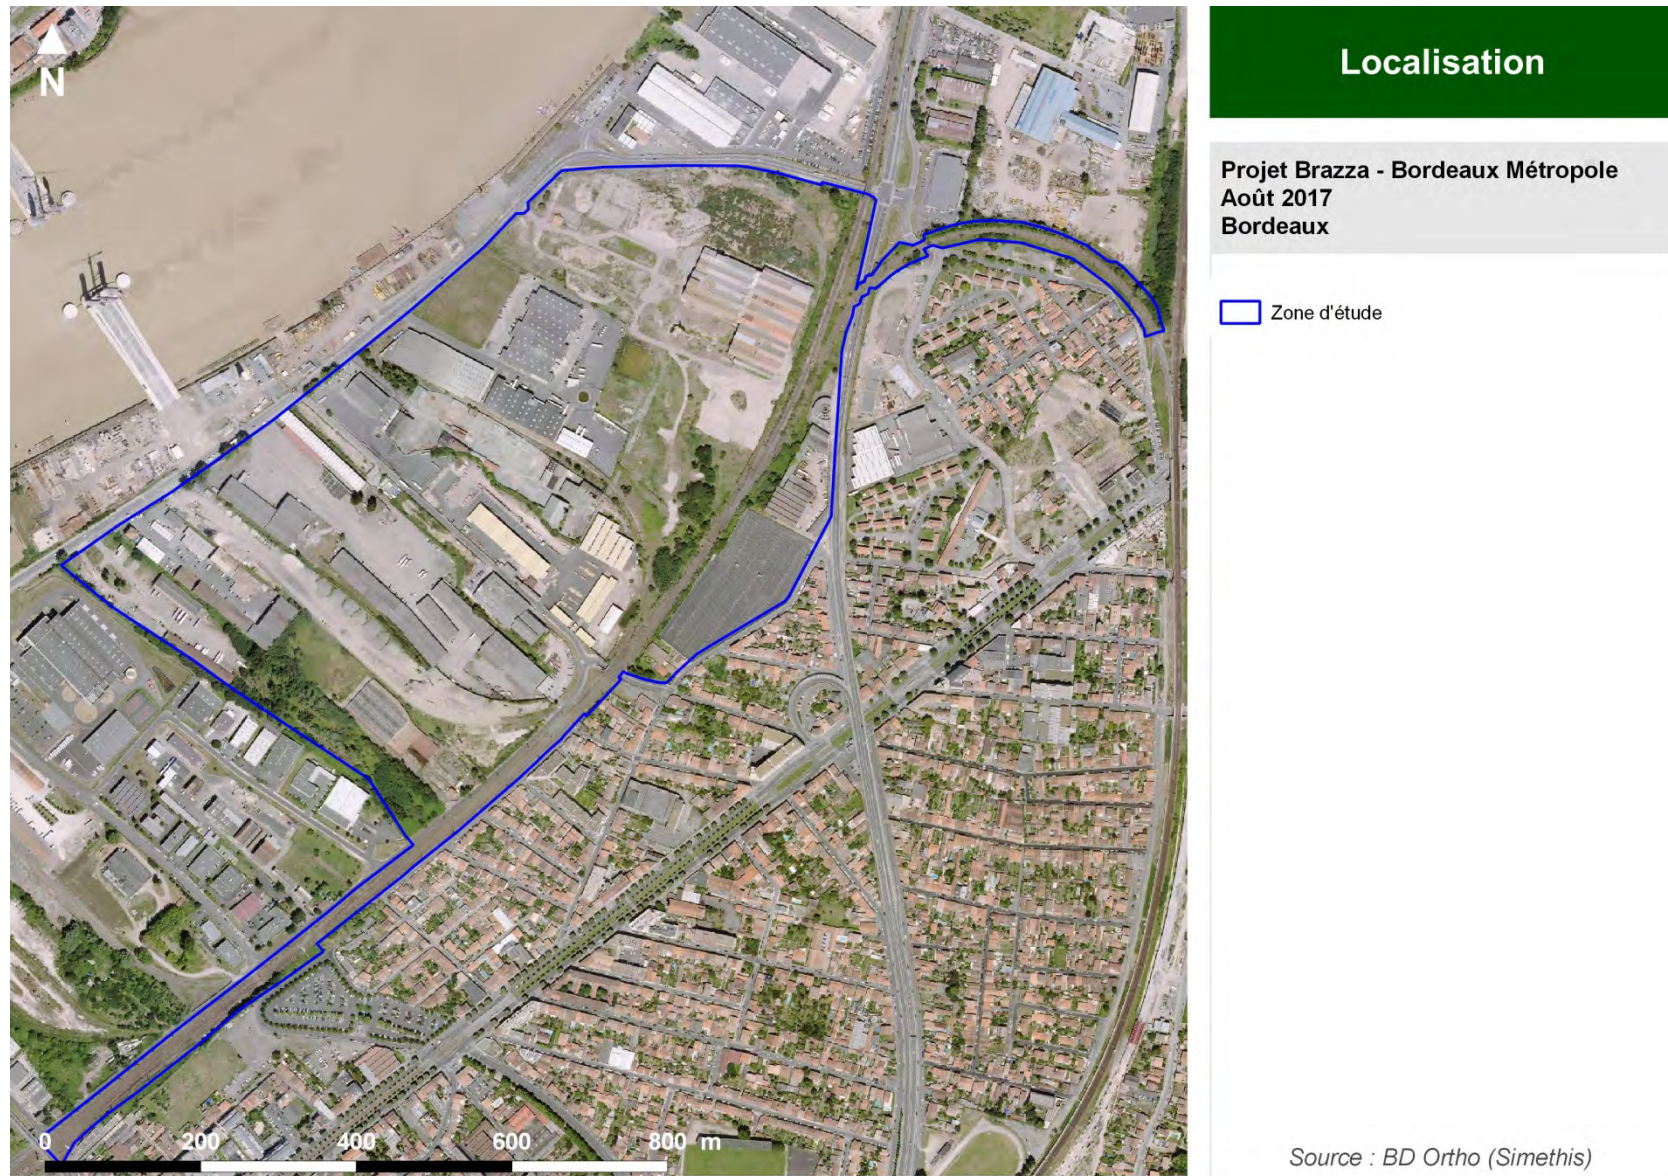 N
Localisation
Projet Brazza - Bordeaux Métropole
Août 2017
Bordeaux
Zone d'étude
0 200 400 600 800 m
Source : BD Ortho (Simethis)